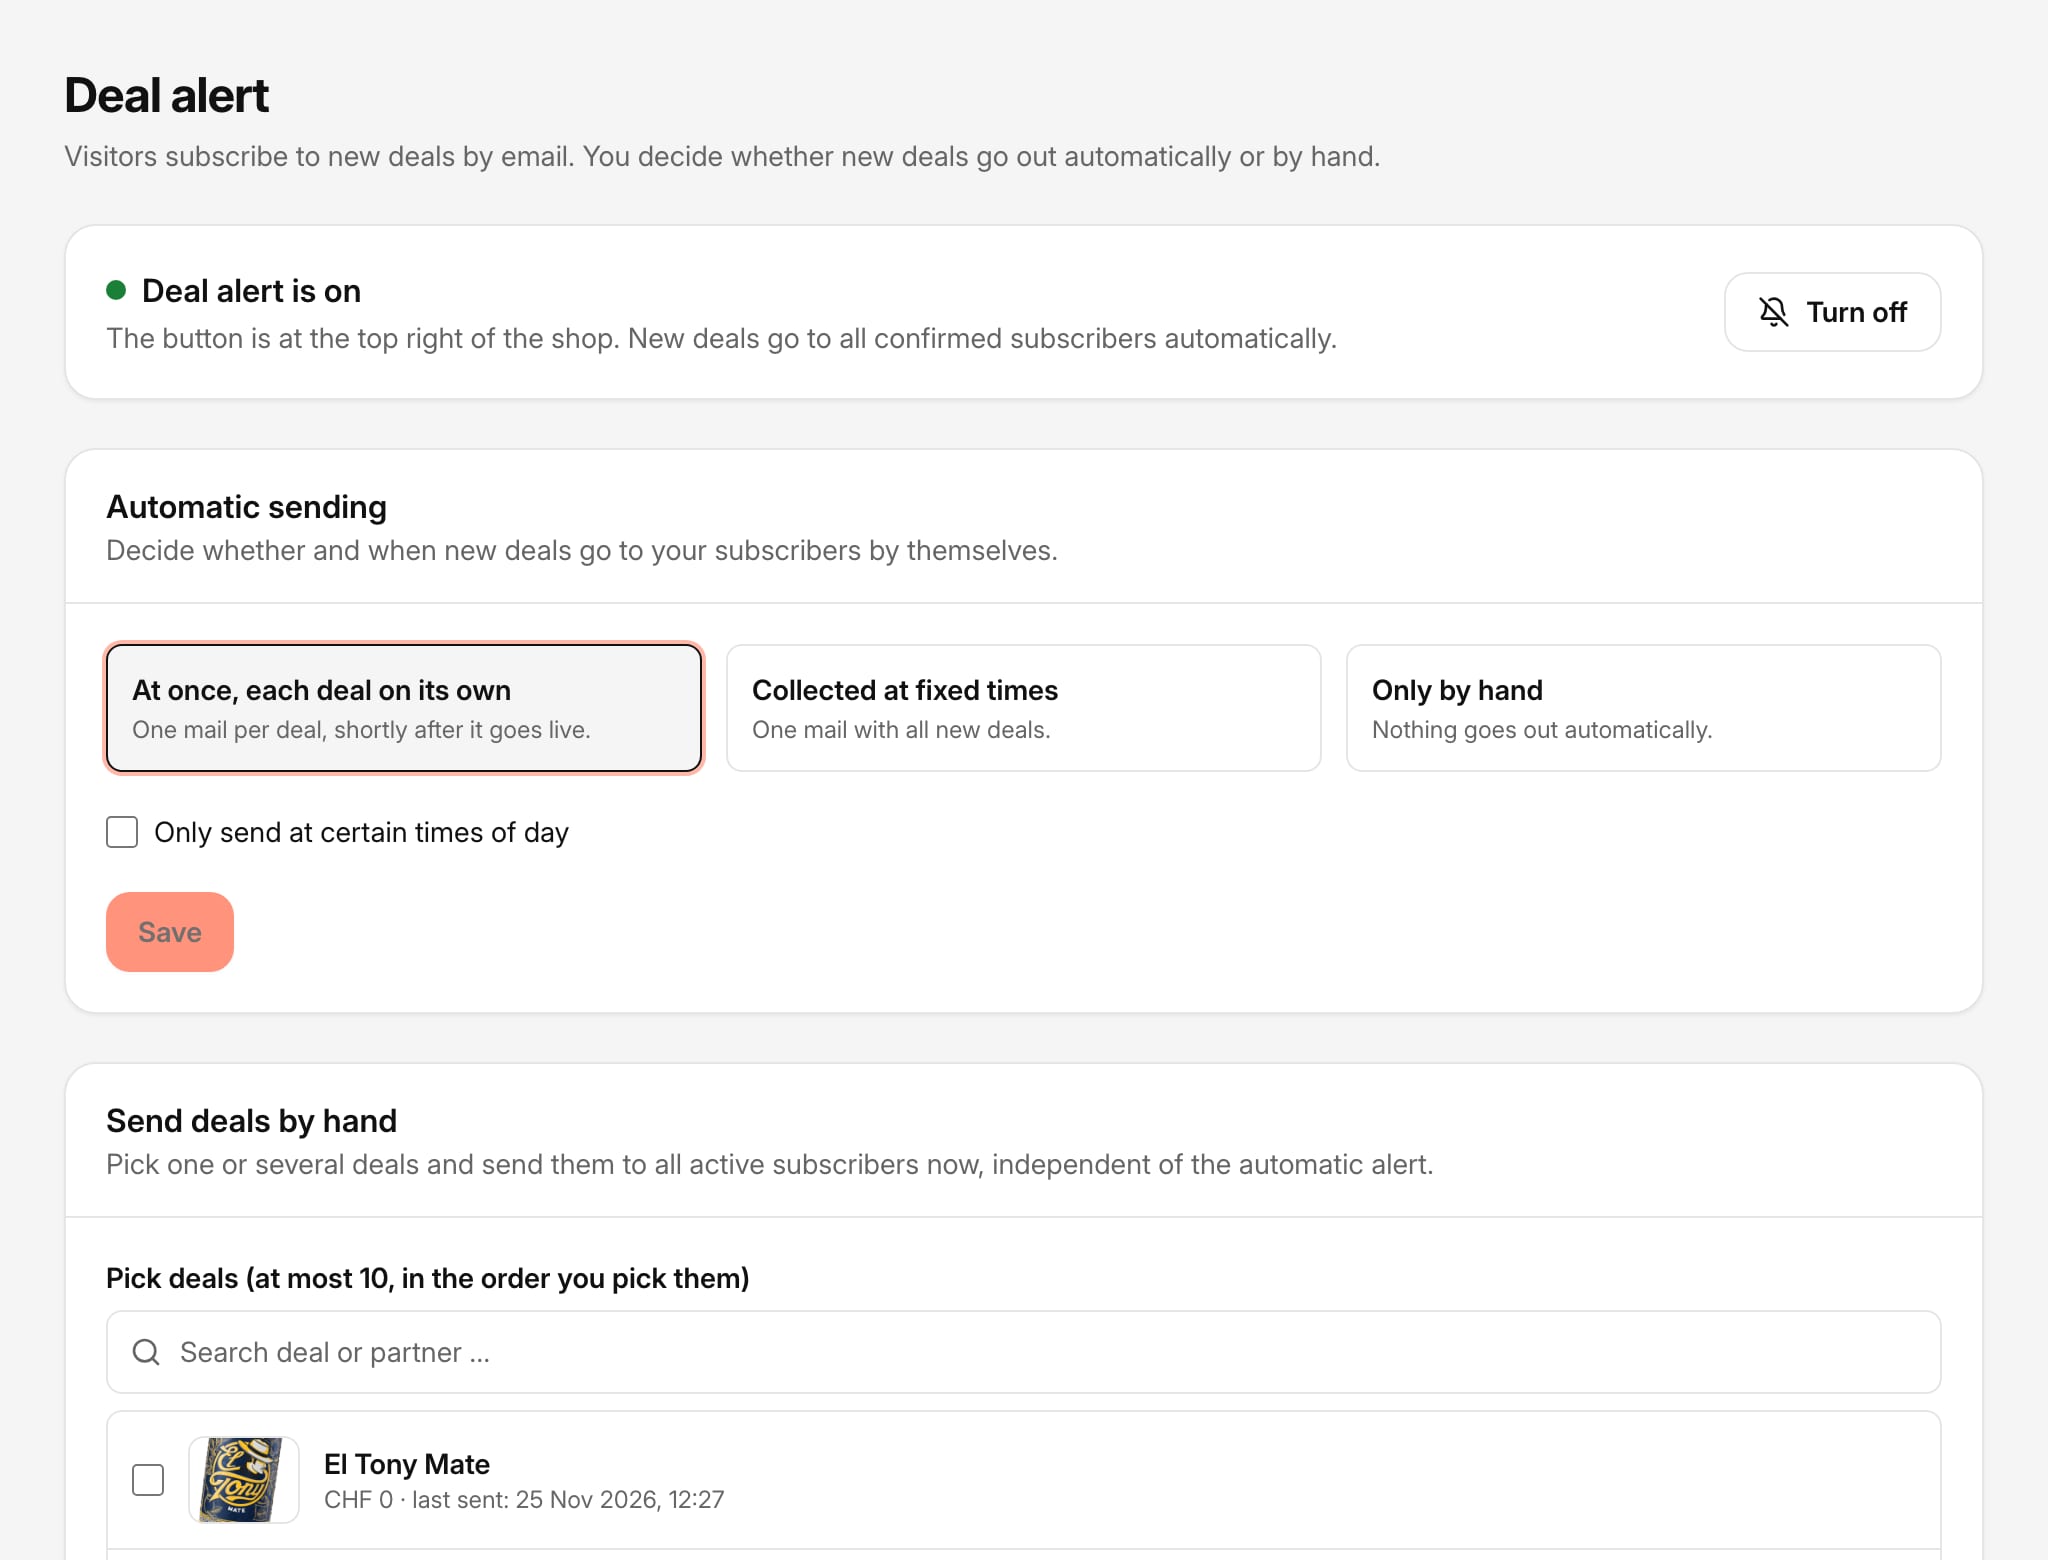 Deal alert
Visitors subscribe to new deals by email. You decide whether new deals go out automatically or by hand.
Deal alert is on
The button is at the top right of the shop. New deals go to all confirmed subscribers automatically.
Turn off
Automatic sending
Decide whether and when new deals go to your subscribers by themselves.
At once, each deal on its own
One mail per deal, shortly after it goes live.
Collected at fixed times
One mail with all new deals.
Only by hand
Nothing goes out automatically.
Only send at certain times of day
Save
Send deals by hand
Pick one or several deals and send them to all active subscribers now, independent of the automatic alert.
Pick deals (at most 10, in the order you pick them)
Search deal or partner ...
El Tony
MATE
El Tony Mate
CHF 0 · last sent: 25 Nov 2026, 12:27